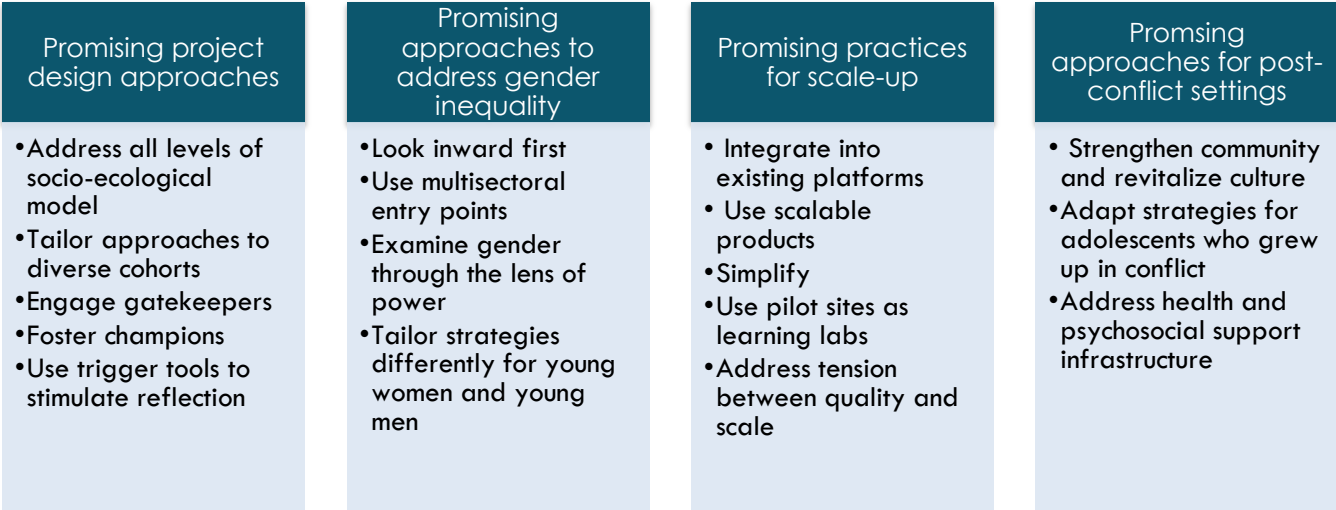 Promising project
design approaches
•Address all levels of
socio-ecological
model
•Tailor approaches to
diverse cohorts
•Engage gatekeepers
•Foster champions
•Use trigger tools to
stimulate reflection
Promising
approaches to
address gender
inequality
•Look inward first
•Use multisectoral
entry points
•Examine gender
through the lens of
power
•Tailor strategies
differently for young
women and young
men
Promising practices
for scale-up
• Integrate into
existing platforms
• Use scalable
products
•Simplify
•Use pilot sites as
learning labs
•Address tension
between quality and
scale
Promsing
approaches for post-
conflict settings
• Strengthen community
and revitalize culture
•Adapt strategies for
adolescents who grew
up in conflict
•Address health and
psychosocial support
infrastructure